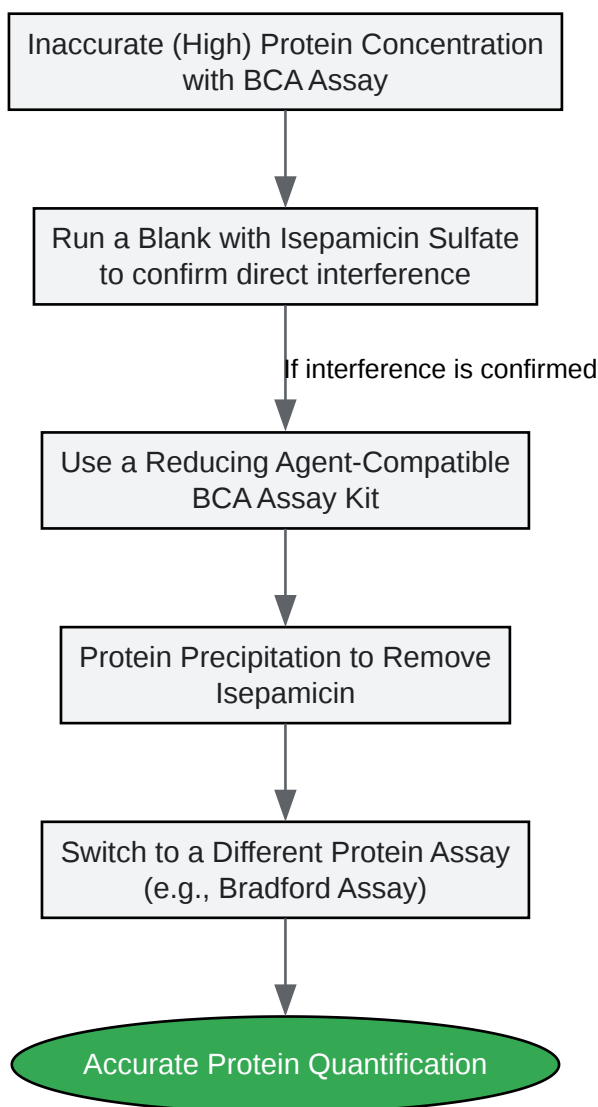 Inaccurate (High) Protein Concentration
with BCA Assay
Run a Blank with Isepamicin Sulfate
to confirm direct interference
If interference is confirmed
Use a Reducing Agent-Compatible
BCA Assay Kit
Protein Precipitation to Remove
Isepamicin
Switch to a Different Protein Assay
(e.g., Bradford Assay)
Accurate Protein Quantification